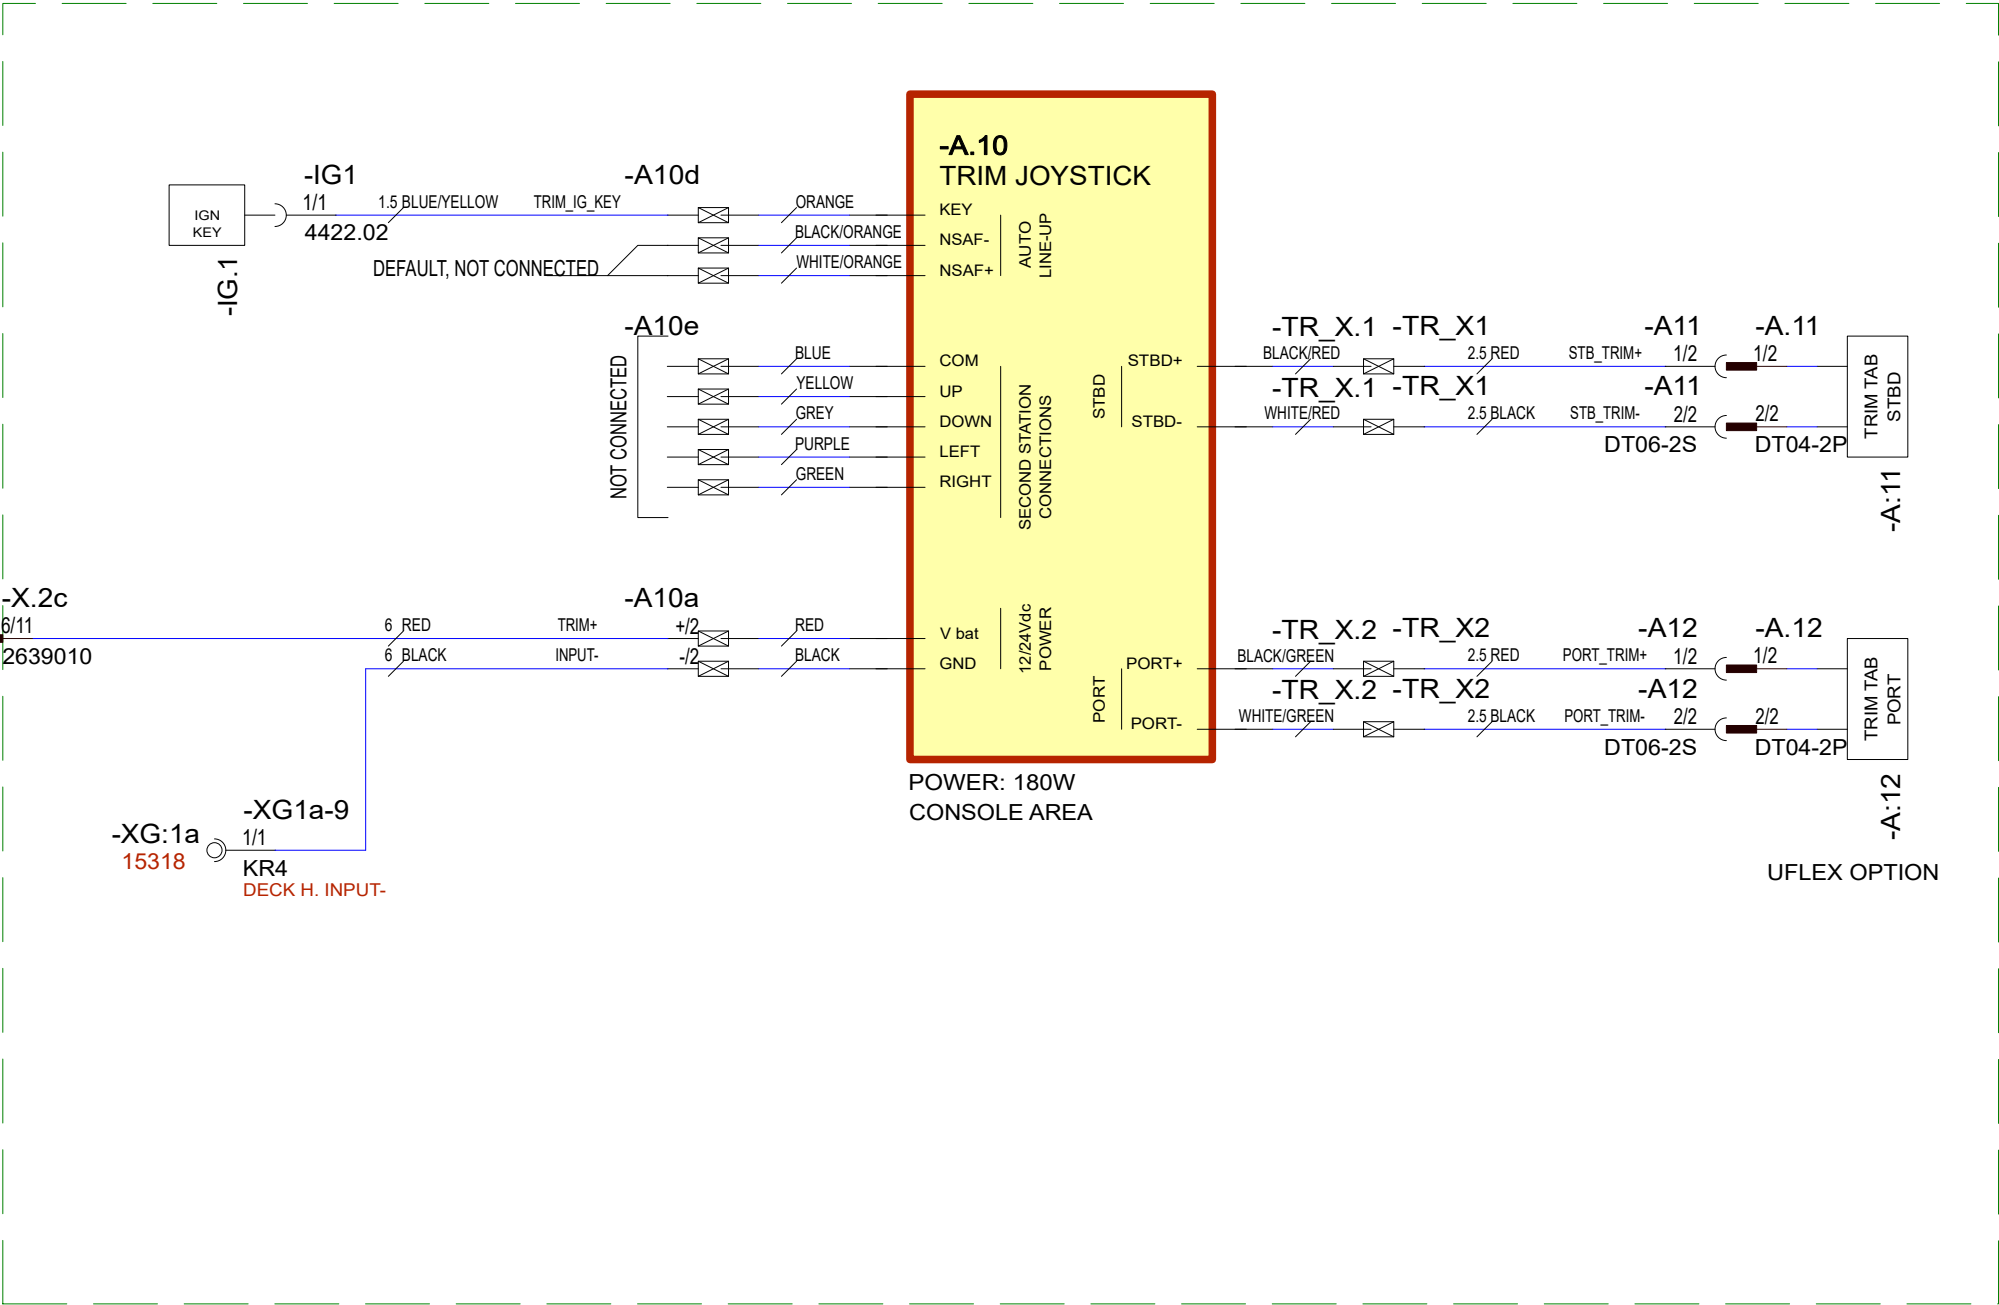 -A.10
TRIM JOYSTICK
IGN
KEY
-IG.1
-IG1
1/1
4422.02
1.5 BLUE/YELLOW
TRIM_IG_KEY
-A10d
ORANGE
BLACK/ORANGE
WHITE/ORANGE
DEFAULT, NOT CONNECTED
KEY
NSAF-
NSAF+
AUTO
LINE-UP
-A10e
NOT CONNECTED
BLUE
YELLOW
GREY
PURPLE
GREEN
COM
UP
DOWN
LEFT
RIGHT
SECOND STATION
CONNECTIONS
STBD
STBD+
STBD-
-TR_X.1
-TR_X1
-A11
-A.11
BLACK/RED
2.5 RED
STB_TRIM+
1/2
1/2
-TR_X.1
-TR_X1
-A11
WHITE/RED
2.5 BLACK
STB_TRIM-
2/2
2/2
DT06-2S
DT04-2P
TRIM TAB
STBD
-A:11
-X.2c
6/11
2639010
6 RED
TRIM+
-A10a
+/2
RED
6 BLACK
INPUT-
-/2
BLACK
V bat
GND
12/24Vdc
POWER
PORT
PORT+
PORT-
-TR_X.2
-TR_X2
-A12
-A.12
BLACK/GREEN
2.5 RED
PORT_TRIM+
1/2
1/2
-TR_X.2
-TR_X2
-A12
WHITE/GREEN
2.5 BLACK
PORT_TRIM-
2/2
2/2
DT06-2S
DT04-2P
TRIM TAB
PORT
-A:12
POWER: 180W
CONSOLE AREA
-XG:1a
15318
-XG1a-9
1/1
KR4
DECK H. INPUT-
UFLEX OPTION